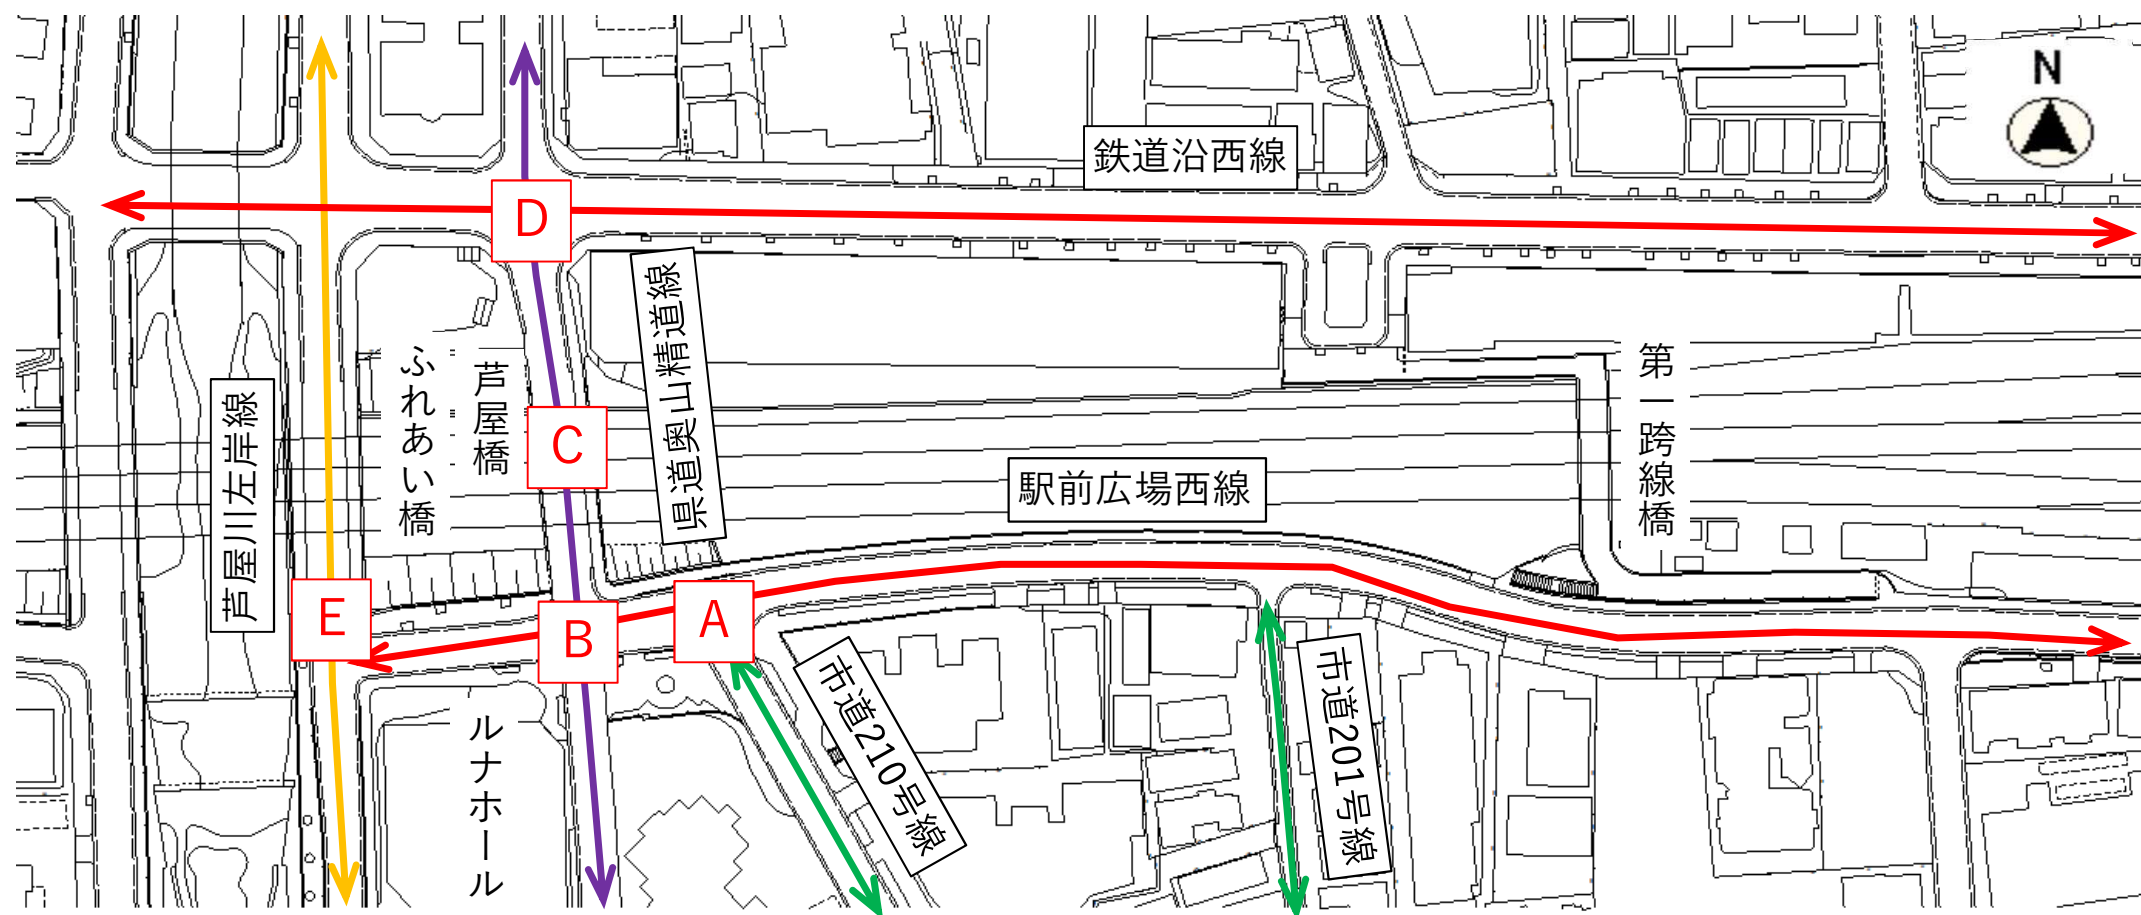 N
鉄道沿西線
D
県道奥山精道線
芦屋橋
ふれあい橋
芦屋川左岸線
C
第一跨線橋
駅前広場西線
E
B
A
市道210号線
市道201号線
ルナホール